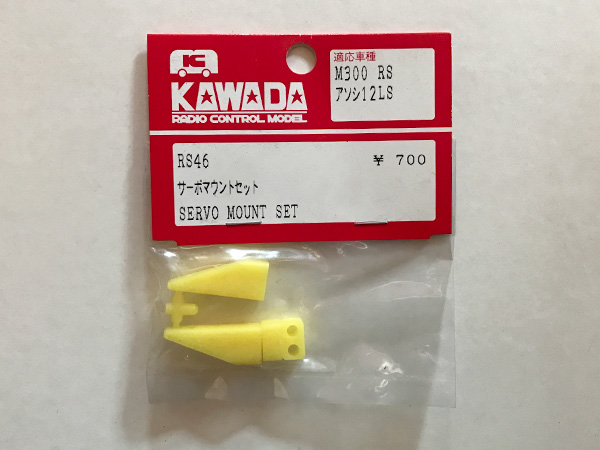 K
KAWADA
RADIO CONTROL MODEL
適応車種
M300 RS
アソシ12LS
RS46 ¥ 700
サーボマウントセット
SERVO MOUNT SET